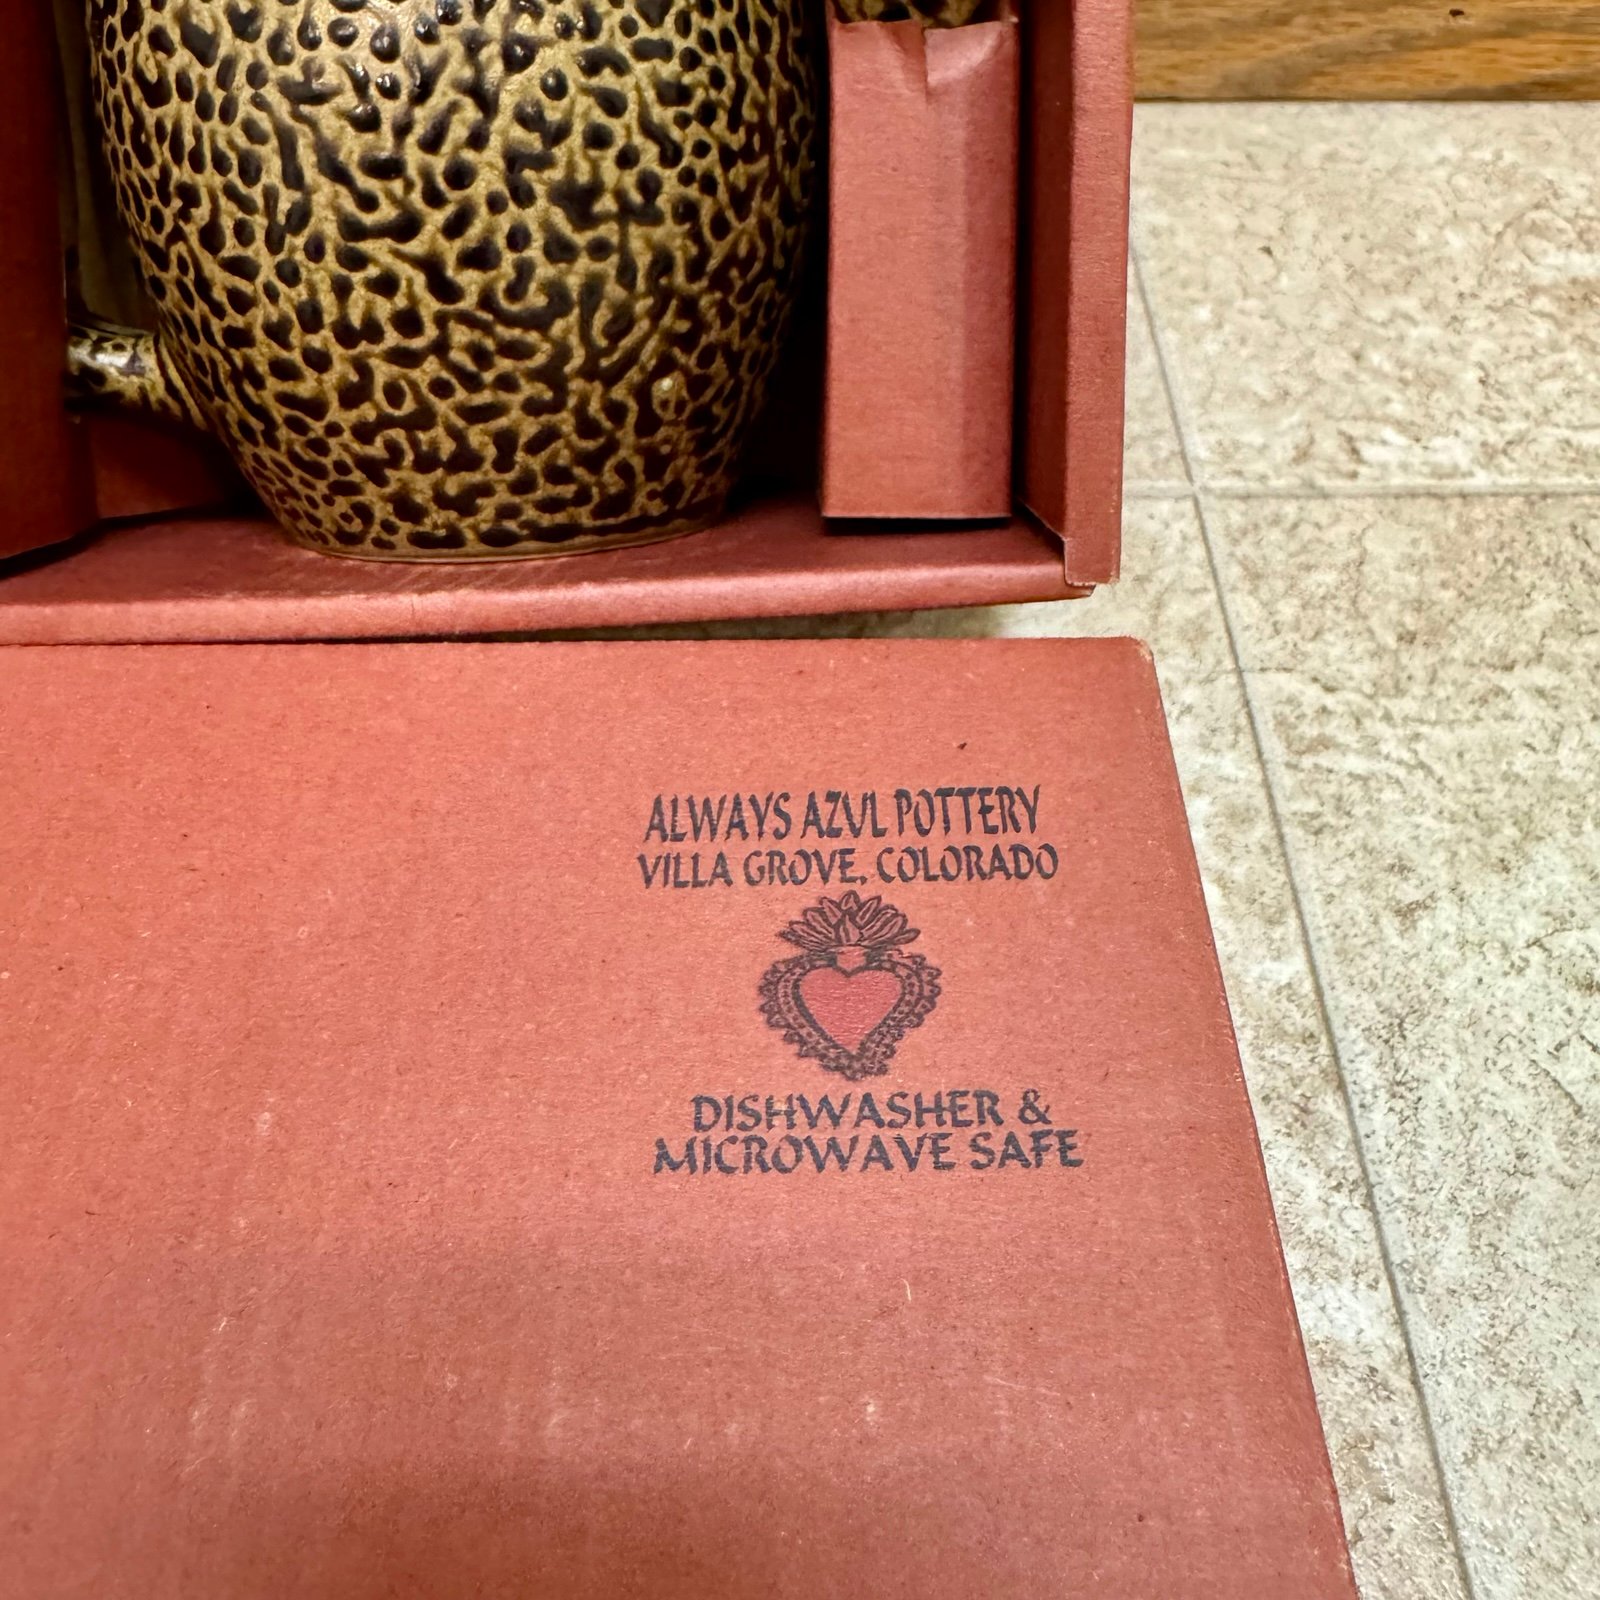 ALWAYS AZUL POTTERY
VILLA GROVE, COLORADO
DISHWASHER &
MICROWAVE SAFE